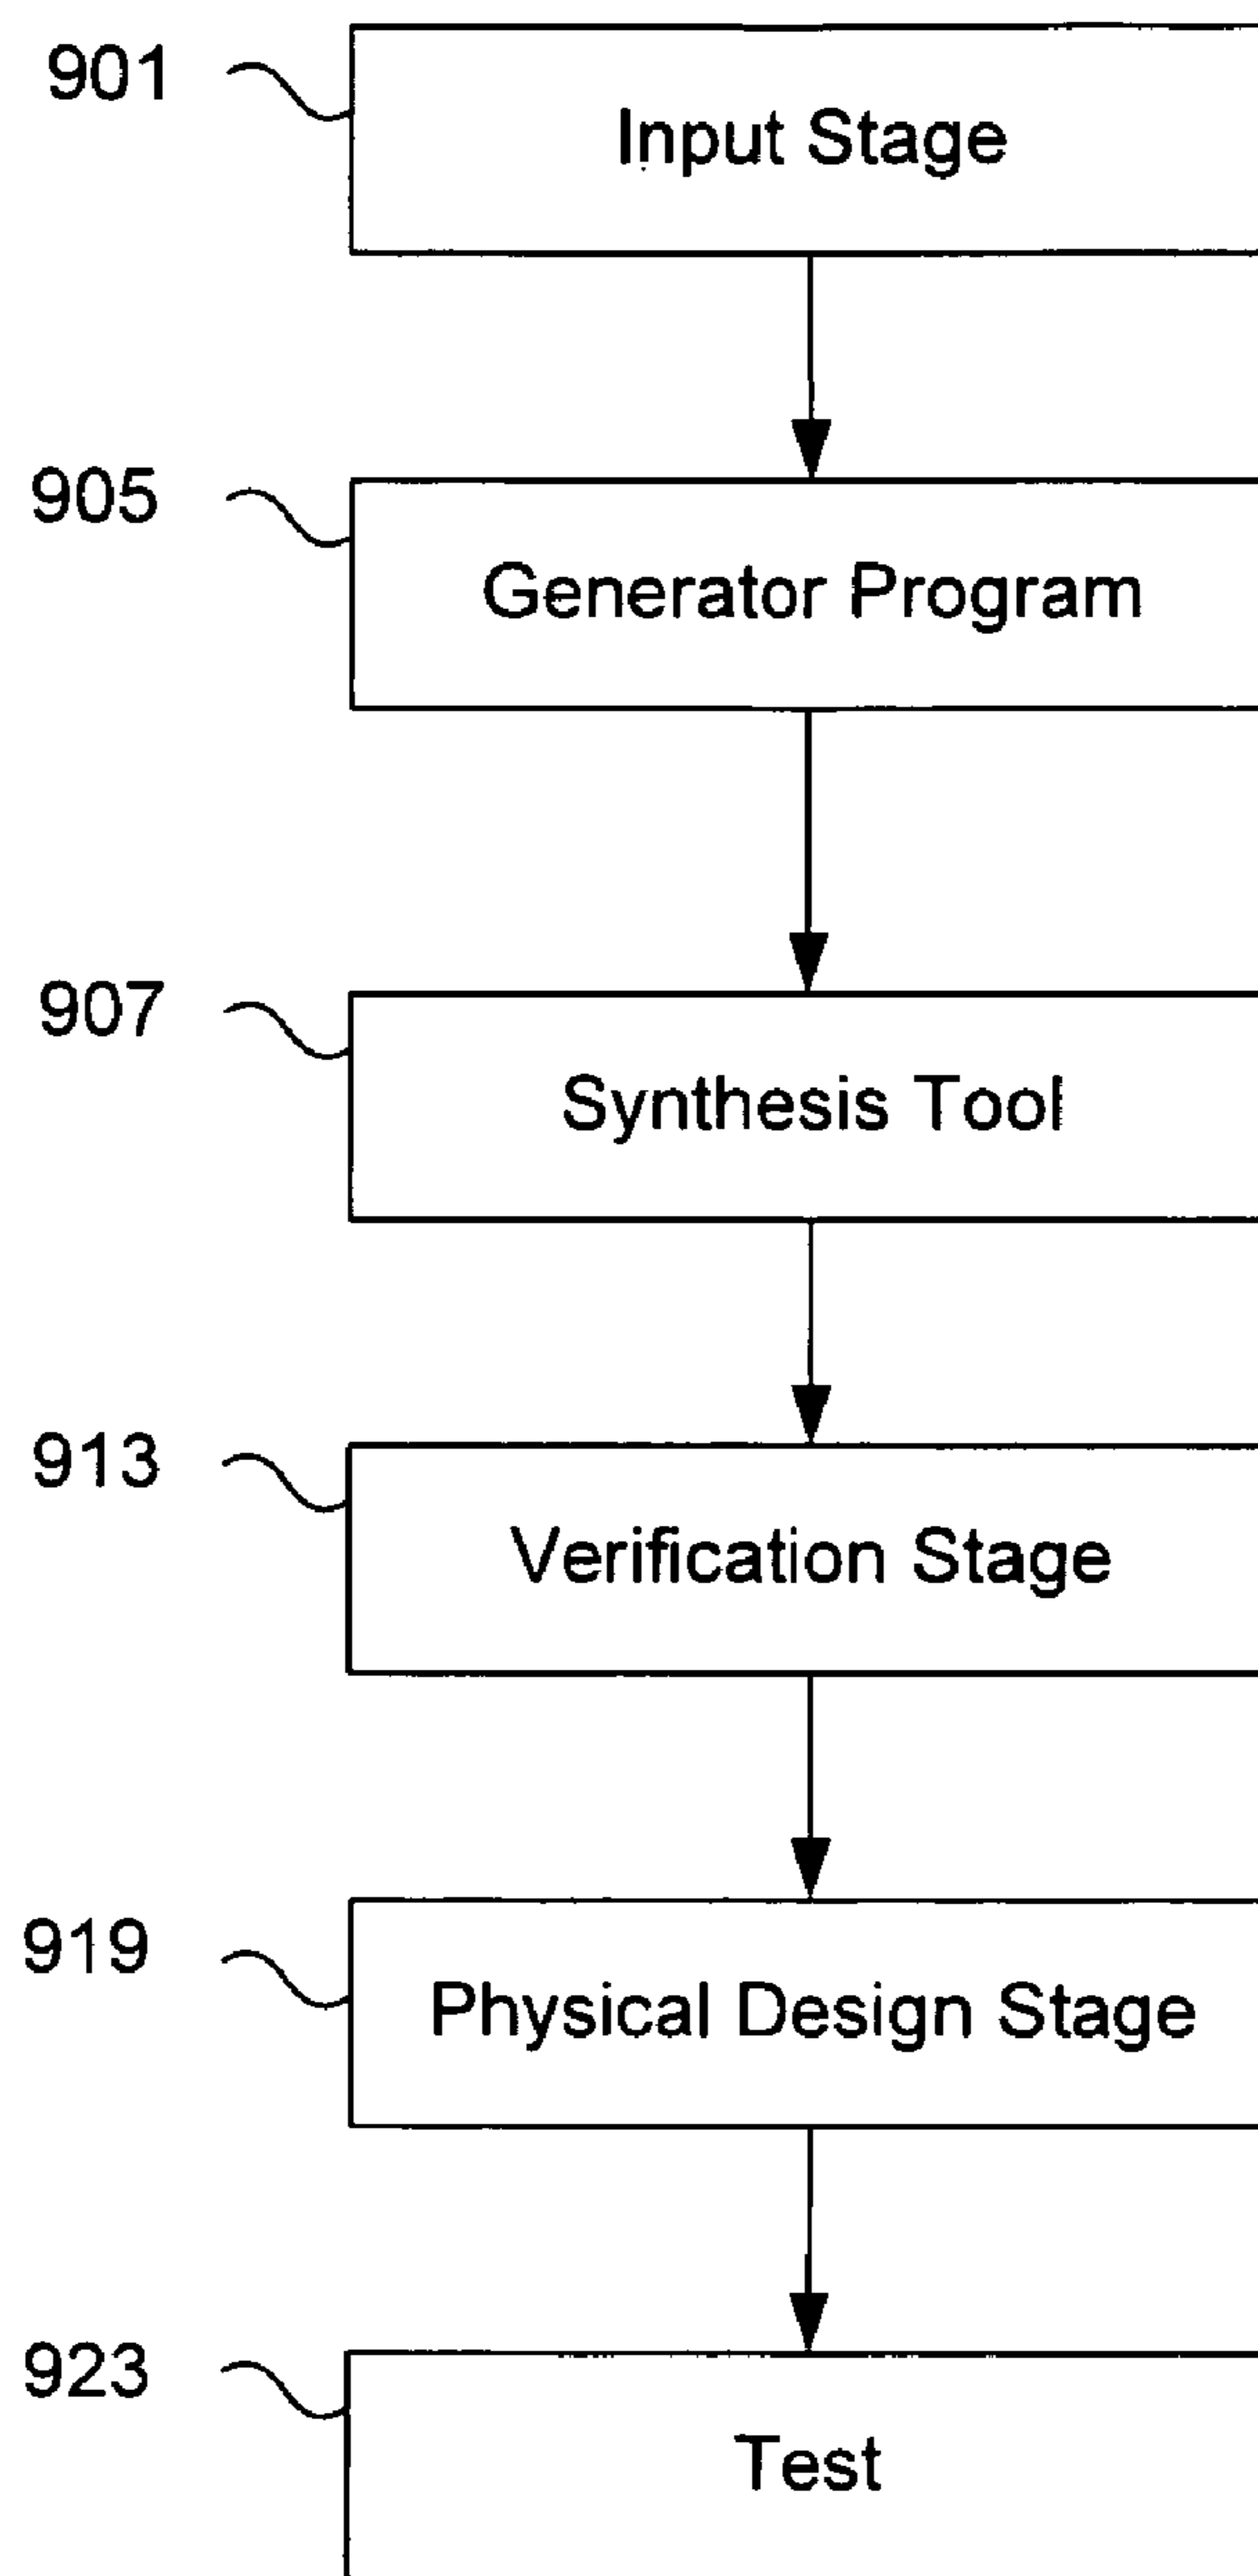 901
Input Stage
905
Generator Program
907
Synthesis Tool
913
Verification Stage
919
Physical Design Stage
923
Test